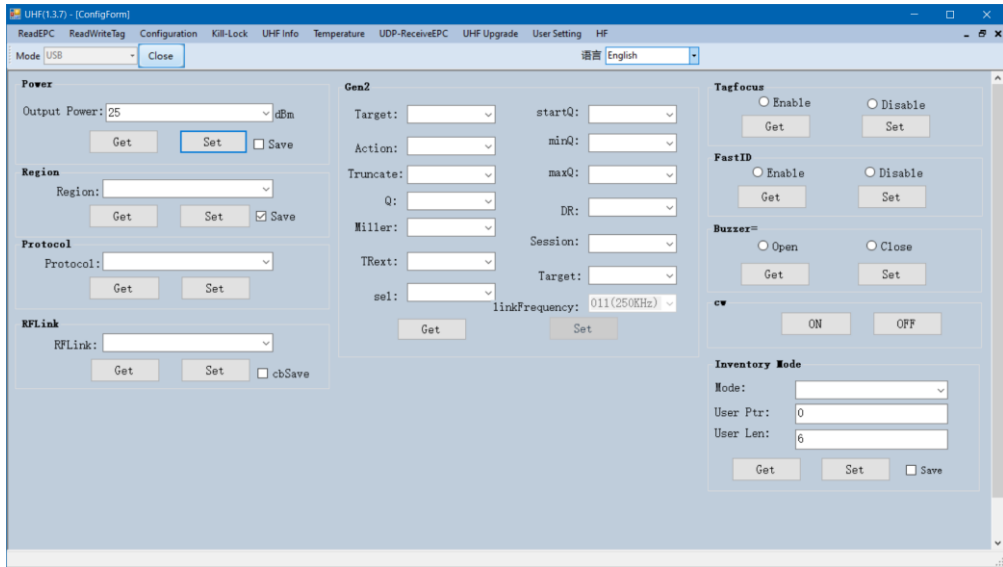 UHF(1.3.7) - [ConfigForm]
ReadEPC ReadWriteTag Configuration Kill-Lock UHF Info Temperature UDP-ReceiveEPC UHF Upgrade User Setting HF
Mode USB Close 语言 English
Power
Output Power: 25 dBm
Get Set Save
Region
Region:
Get Set Save
Protocol
Protocol:
Get Set
RFLink
RFLink:
Get Set cbSave
Gen2
Target: startQ:
Action: minQ:
Truncate: maxQ:
Q: DR:
Miller: Session:
TRext: Target:
sel: linkFrequency: 011(250KHz)
Get Set
Tagfocus
Enable Disable
Get Set
FastID
Enable Disable
Get Set
Buzzer=
Open Close
Get Set
cw
ON OFF
Inventory Mode
Mode:
User Ptr: 0
User Len: 6
Get Set Save